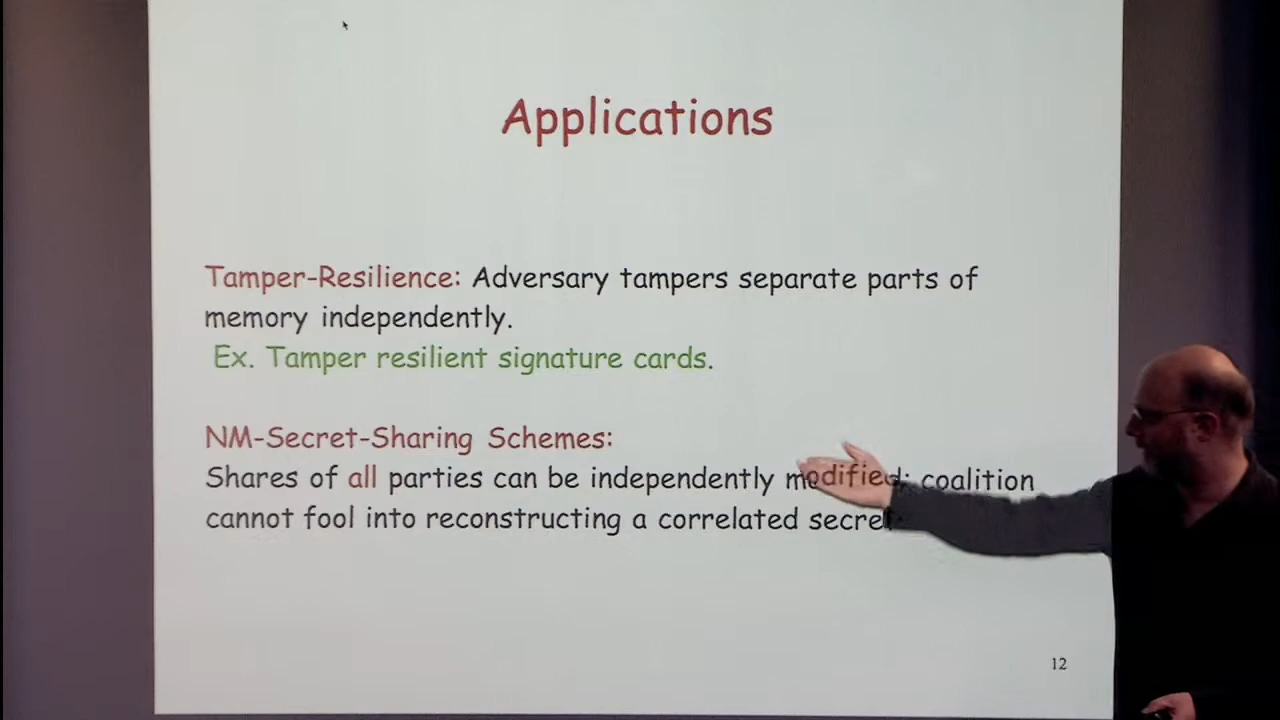 Applications
Tamper-Resilience: Adversary tampers separate parts of
memory independently.
Ex. Tamper resilient signature cards.
NM-Secret-Sharing Schemes:
Shares of all parties can be independently modified; coalition
cannot fool into reconstructing a correlated secret
12